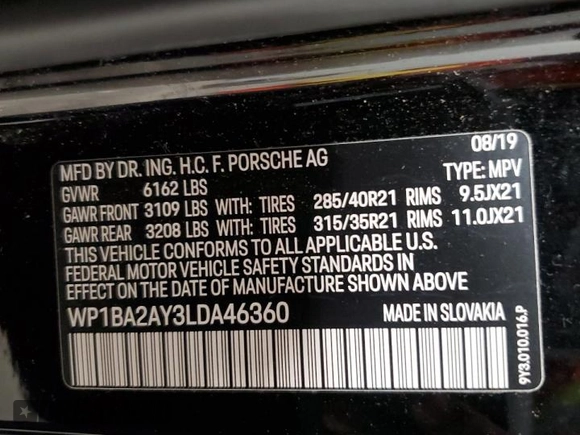 08/19
MFD BY DR. ING. H.C. F. PORSCHE AG
TYPE: MPV
GVWR 6162 LBS
GAWR FRONT 3109 LBS WITH: TIRES 285/40R21 RIMS 9.5JX21
GAWR REAR 3208 LBS WITH: TIRES 315/35R21 RIMS 11.0JX21
THIS VEHICLE CONFORMS TO ALL APPLICABLE U.S.
FEDERAL MOTOR VEHICLE SAFETY STANDARDS IN
EFFECT ON THE DATE OF MANUFACTURE SHOWN ABOVE
WP1BA2AY3LDA46360 MADE IN SLOVAKIA
9Y3.010.016.P